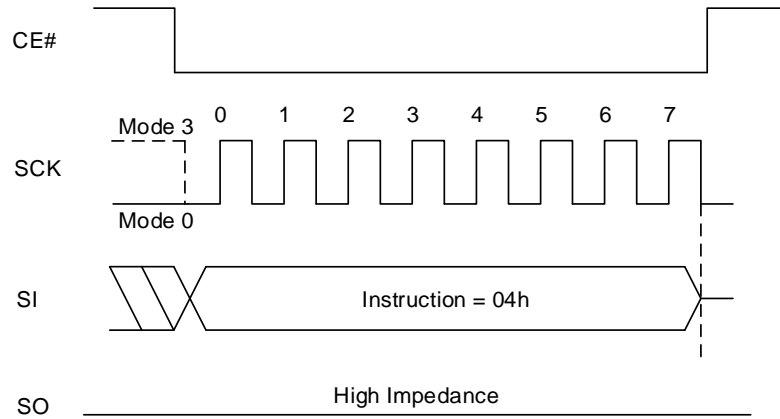 CE#
0 1 2 3 4 5 6 7
Mode 3
SCK
Mode 0
SI
Instruction = 04h
SO
High Impedance